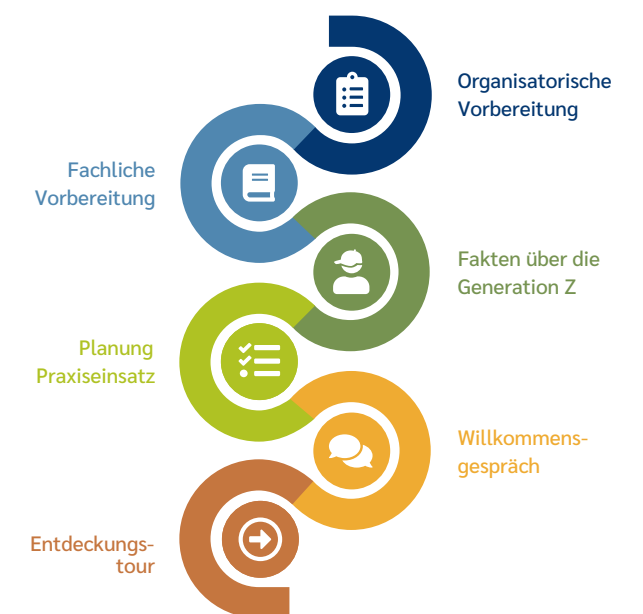 Organisatorische
Vorbereitung
Fachliche
Vorbereitung
Fakten über die
Generation Z
Planung
Praxiseinsatz
Willkommens-
gespräch
Entdeckungs-
tour